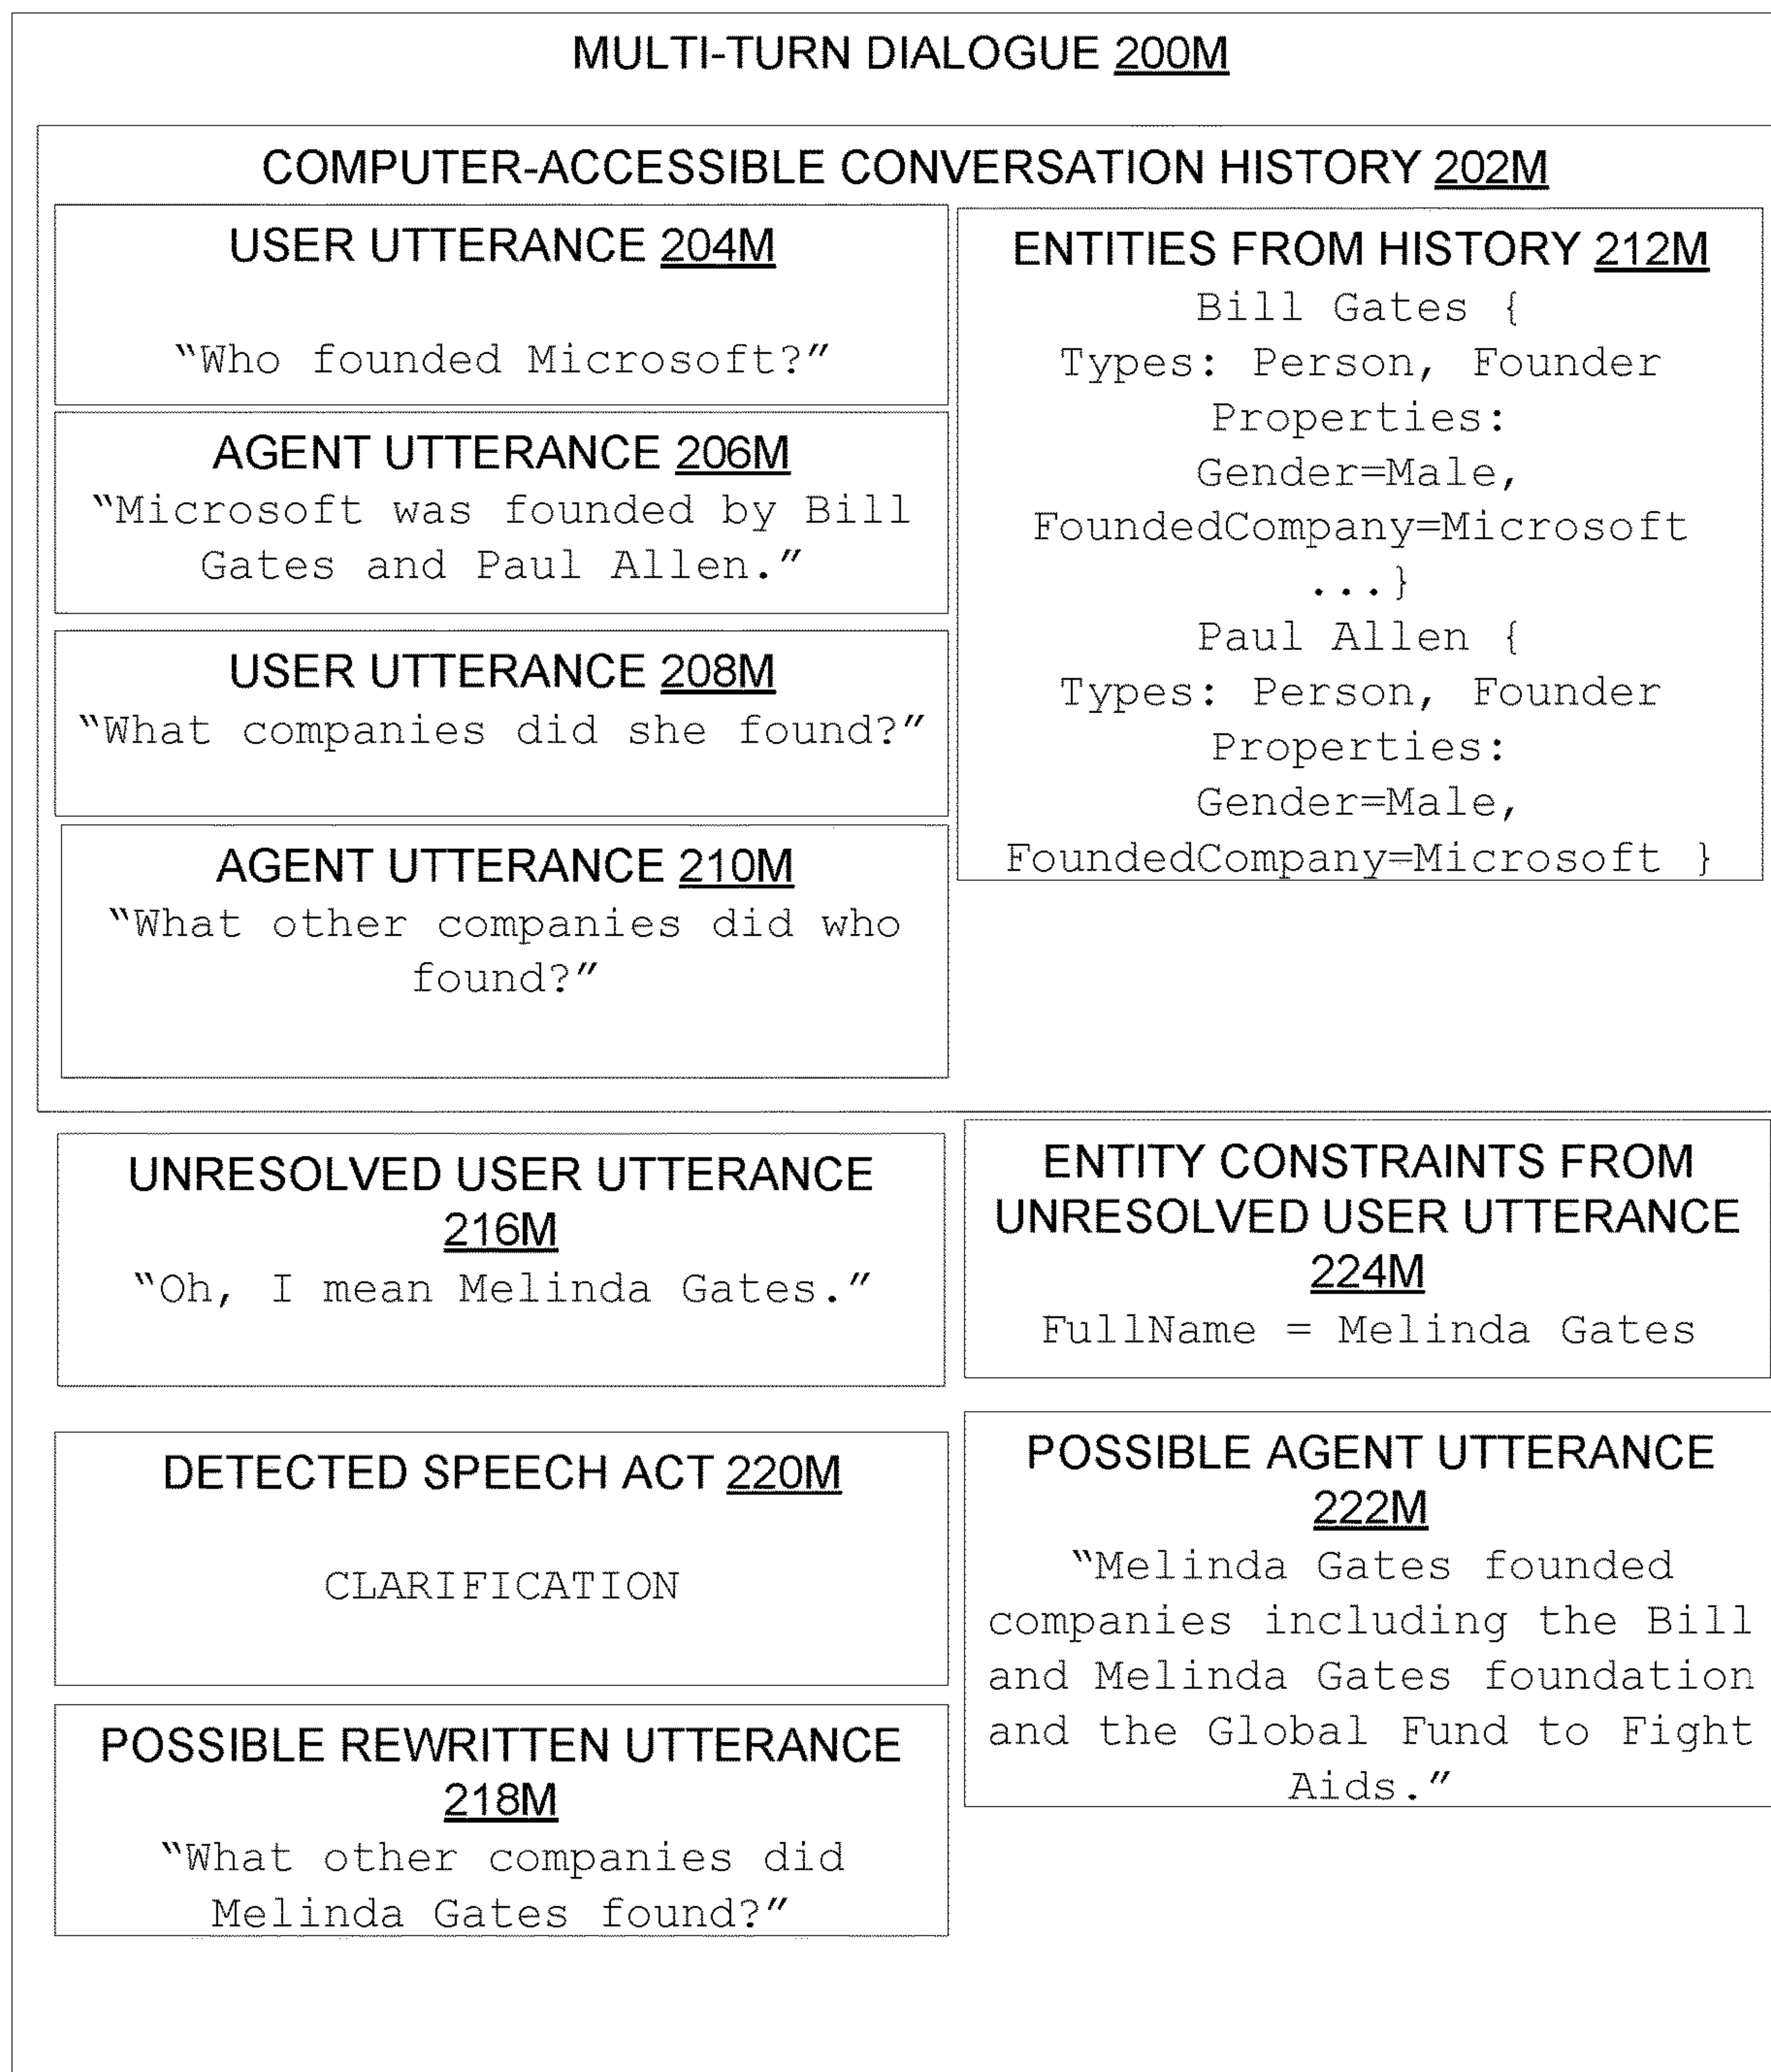 MULTI-TURN DIALOGUE 200M
COMPUTER-ACCESSIBLE CONVERSATION HISTORY 202M
USER UTTERANCE 204M
“Who founded Microsoft?”
AGENT UTTERANCE 206M
“Microsoft was founded by Bill
Gates and Paul Allen.”
USER UTTERANCE 208M
“What companies did she found?”
AGENT UTTERANCE 210M
“What other companies did who
found?”
ENTITIES FROM HISTORY 212M
Bill Gates {
Types: Person, Founder
Properties:
Gender=Male,
FoundedCompany=Microsoft
...}
Paul Allen {
Types: Person, Founder
Properties:
Gender=Male,
FoundedCompany=Microsoft }
UNRESOLVED USER UTTERANCE
216M
“Oh, I mean Melinda Gates.”
ENTITY CONSTRAINTS FROM
UNRESOLVED USER UTTERANCE
224M
FullName = Melinda Gates
DETECTED SPEECH ACT 220M
CLARIFICATION
POSSIBLE AGENT UTTERANCE
222M
“Melinda Gates founded
companies including the Bill
and Melinda Gates foundation
and the Global Fund to Fight
Aids.”
POSSIBLE REWRITTEN UTTERANCE
218M
“What other companies did
Melinda Gates found?”